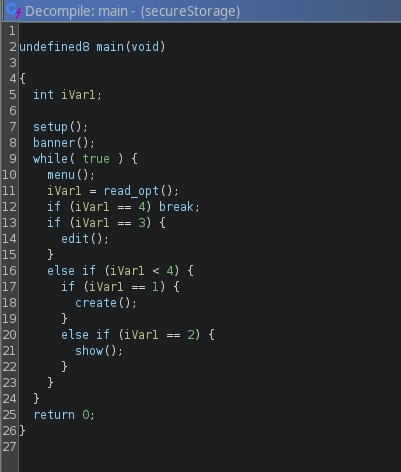 Decompile: main - (secureStorage)
1
2 undefined8 main(void)
3
4 {
5   int iVar1;
6
7   setup();
8   banner();
9   while( true ) {
10     menu();
11     iVar1 = read_opt();
12     if (iVar1 == 4) break;
13     if (iVar1 == 3) {
14       edit();
15     }
16     else if (iVar1 < 4) {
17       if (iVar1 == 1) {
18         create();
19       }
20       else if (iVar1 == 2) {
21         show();
22       }
23     }
24   }
25   return 0;
26 }
27